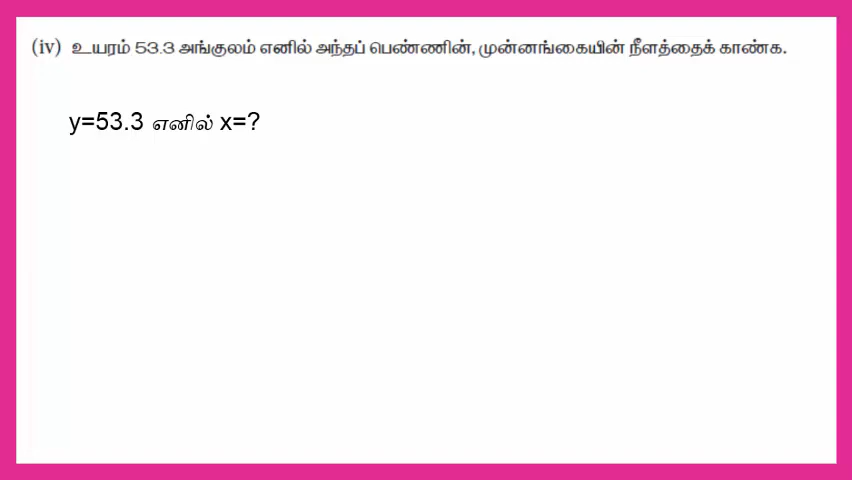 (iv) உயரம் 53.3 அங்குலம் எனில் அந்தப் பெண்ணின், முன்னங்கையின் நீளத்தைக் காண்க.
y=53.3 எனில் x=?